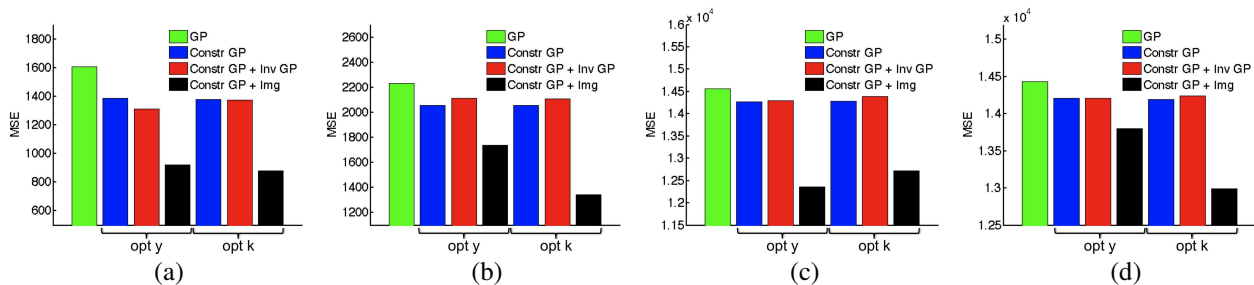 1800
1600
1400
1200
1000
800
600
MSE
GP
Constr GP
Constr GP + Inv GP
Constr GP + Img
opt y
opt k
(a)
2600
2400
2200
2000
1800
1600
1400
1200
MSE
GP
Constr GP
Constr GP + Inv GP
Constr GP + Img
opt y
opt k
(b)
x 10⁴
1.6
1.55
1.5
1.45
1.4
1.35
1.3
1.25
1.2
1.15
MSE
GP
Constr GP
Constr GP + Inv GP
Constr GP + Img
opt y
opt k
(c)
x 10⁴
1.5
1.45
1.4
1.35
1.3
1.25
MSE
GP
Constr GP
Constr GP + Inv GP
Constr GP + Img
opt y
opt k
(d)